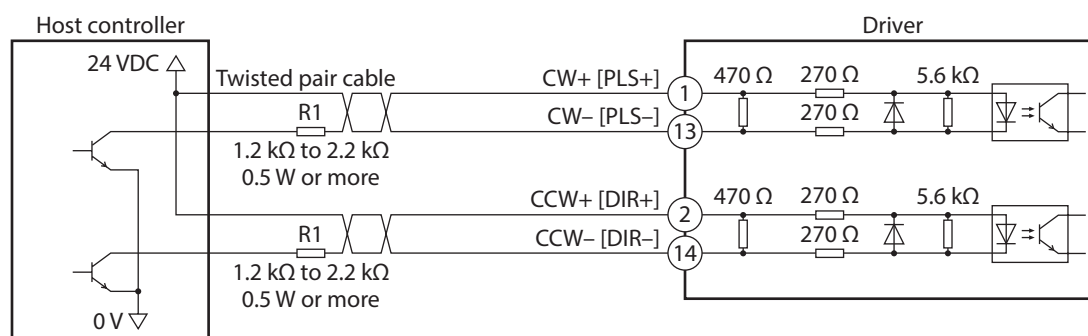 Host controller
Driver
24 VDC
Twisted pair cable
CW+ [PLS+]
1
470 Ω
270 Ω
5.6 kΩ
R1
CW– [PLS–]
13
270 Ω
1.2 kΩ to 2.2 kΩ
0.5 W or more
CCW+ [DIR+]
2
470 Ω
270 Ω
5.6 kΩ
R1
CCW– [DIR–]
14
270 Ω
1.2 kΩ to 2.2 kΩ
0.5 W or more
0 V